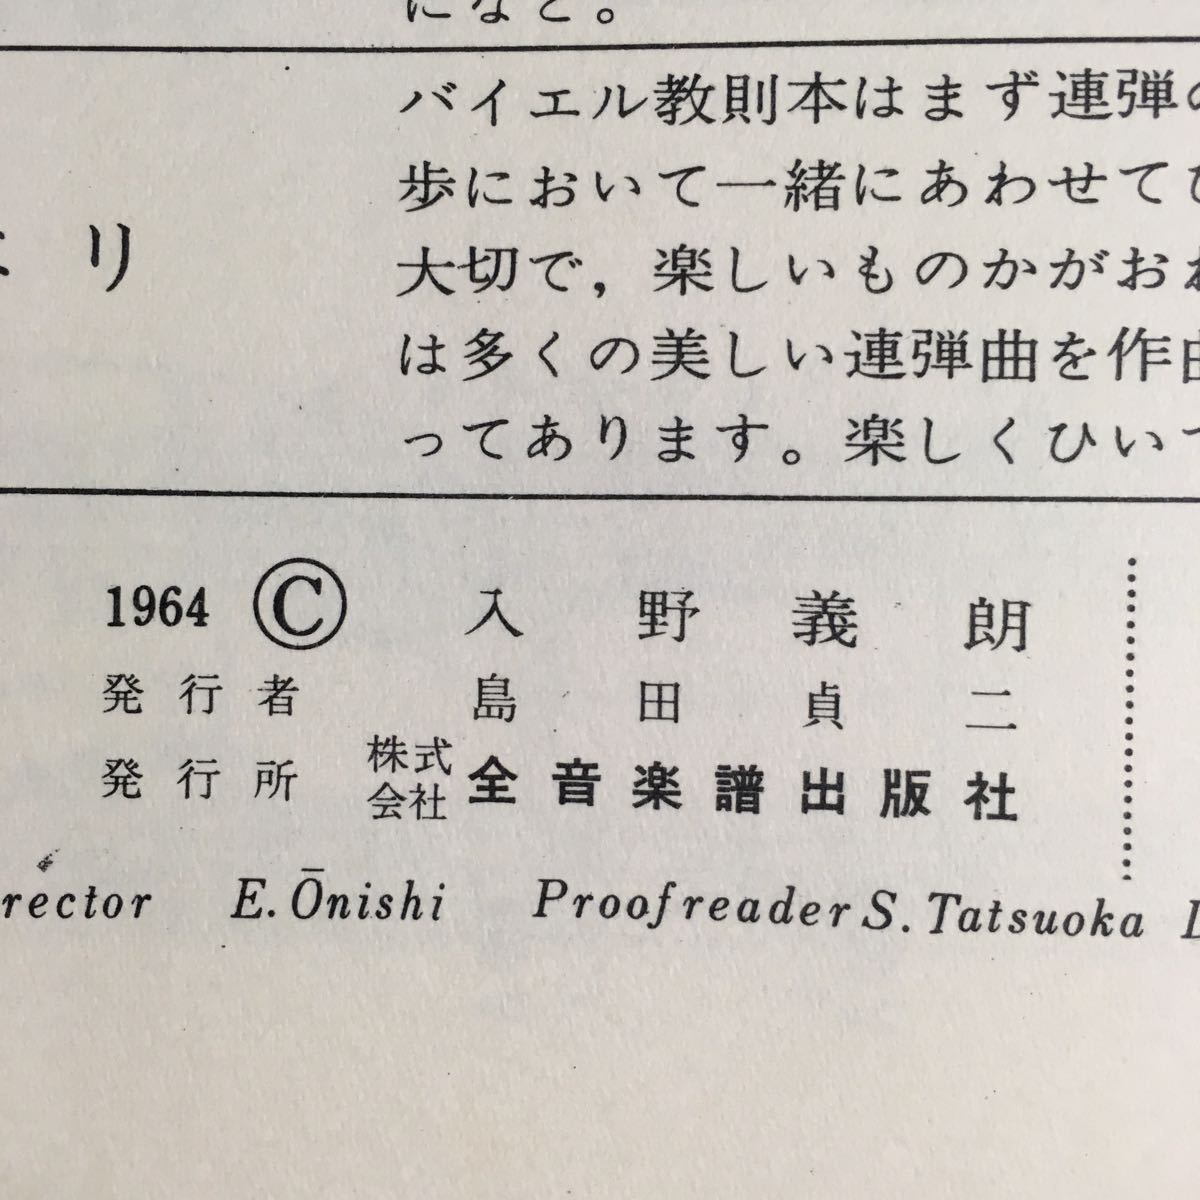 になど。
バイエル教則本はまず連弾の
歩において一緒にあわせてひ
リ
大切で，楽しいものかがおわ
は多くの美しい連弾曲を作曲
ってあります。楽しくひいて
1964 Ⓒ 入野義朗
発行者 島田貞二
発行所 株式会社 全音楽譜出版社
rector E. Ōnishi Proofreader S. Tatsuoka